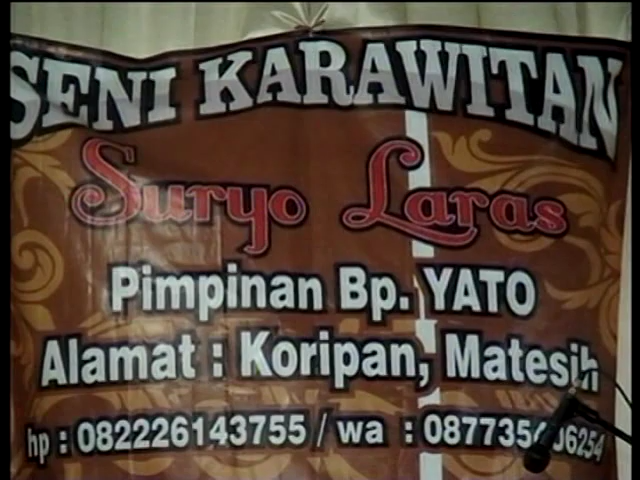 SENI KARAWITAN
Suryo Laras
Pimpinan Bp. YATO
Alamat : Koripan, Matesih
hp : 082226143755 / wa :